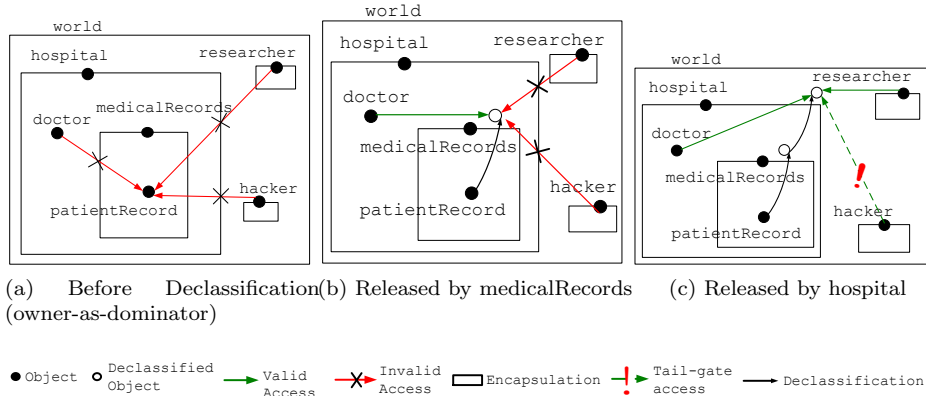 world
hospital
researcher
medicalRecords
doctor
hacker
patientRecord
(a) Before Declassification
(owner-as-dominator)
world
hospital
researcher
doctor
medicalRecords
hacker
patientRecord
(b) Released by medicalRecords
world
researcher
hospital
doctor
medicalRecords
!
hacker
patientRecord
(c) Released by hospital
Object
Declassified
Object
Valid
Access
Invalid
Access
Encapsulation
!
Tail-gate
access
Declassification